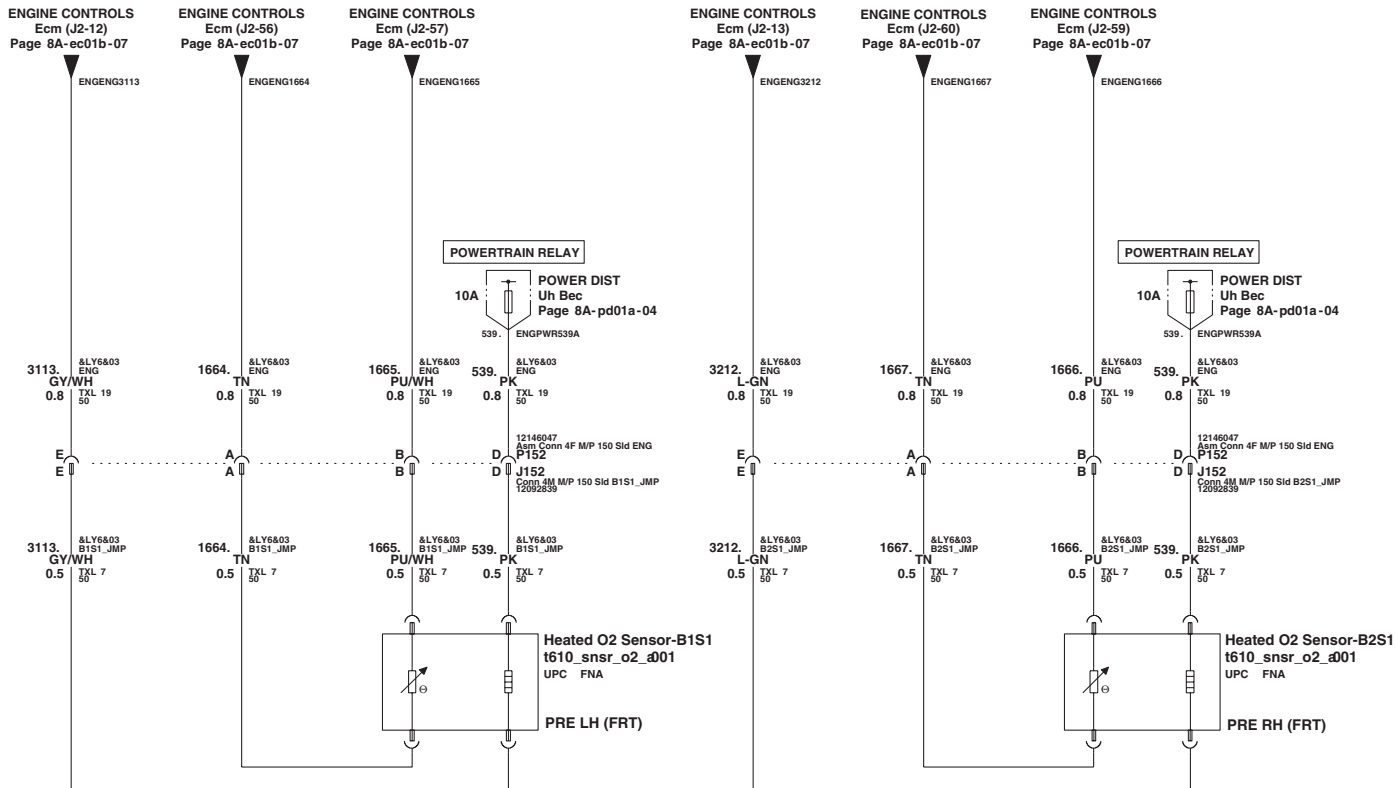 ENGINE CONTROLS
Ecm (J2-12)
Page 8A-ec01b-07
ENGENG3113
ENGINE CONTROLS
Ecm (J2-56)
Page 8A-ec01b-07
ENGENG1664
ENGINE CONTROLS
Ecm (J2-57)
Page 8A-ec01b-07
ENGENG1665
ENGINE CONTROLS
Ecm (J2-13)
Page 8A-ec01b-07
ENGENG3212
ENGINE CONTROLS
Ecm (J2-60)
Page 8A-ec01b-07
ENGENG1667
ENGINE CONTROLS
Ecm (J2-59)
Page 8A-ec01b-07
ENGENG1666
POWERTRAIN RELAY
10A
POWER DIST
Uh Bec
Page 8A-pd01a-04
539. ENGPWR539A
POWERTRAIN RELAY
10A
POWER DIST
Uh Bec
Page 8A-pd01a-04
539. ENGPWR539A
3113. &LY6&03
ENG
GY/WH
0.8 TXL 19
50
1664. &LY6&03
ENG
TN
0.8 TXL 19
50
1665. &LY6&03
ENG
PU/WH
0.8 TXL 19
50
539. &LY6&03
ENG
PK
0.8 TXL 19
50
3212. &LY6&03
ENG
L-GN
0.8 TXL 19
50
1667. &LY6&03
ENG
TN
0.8 TXL 19
50
1666. &LY6&03
ENG
PU
0.8 TXL 19
50
539. &LY6&03
ENG
PK
0.8 TXL 19
50
E A B D P152
12146047
Asm Conn 4F M/P 150 Sld ENG
E A B D J152
Conn 4M M/P 150 Sld B1S1_JMP
12092839
E A B D P152
12146047
Asm Conn 4F M/P 150 Sld ENG
E A B D J152
Conn 4M M/P 150 Sld B2S1_JMP
12092839
3113. &LY6&03
B1S1_JMP
GY/WH
0.5 TXL 7
50
1664. &LY6&03
B1S1_JMP
TN
0.5 TXL 7
50
1665. &LY6&03
B1S1_JMP
PU/WH
0.5 TXL 7
50
539. &LY6&03
B1S1_JMP
PK
0.5 TXL 7
50
3212. &LY6&03
B2S1_JMP
L-GN
0.5 TXL 7
50
1667. &LY6&03
B2S1_JMP
TN
0.5 TXL 7
50
1666. &LY6&03
B2S1_JMP
PU
0.5 TXL 7
50
539. &LY6&03
B2S1_JMP
PK
0.5 TXL 7
50
Θ
Heated O2 Sensor-B1S1
t610_snsr_o2_a001
UPC FNA
PRE LH (FRT)
Θ
Heated O2 Sensor-B2S1
t610_snsr_o2_a001
UPC FNA
PRE RH (FRT)